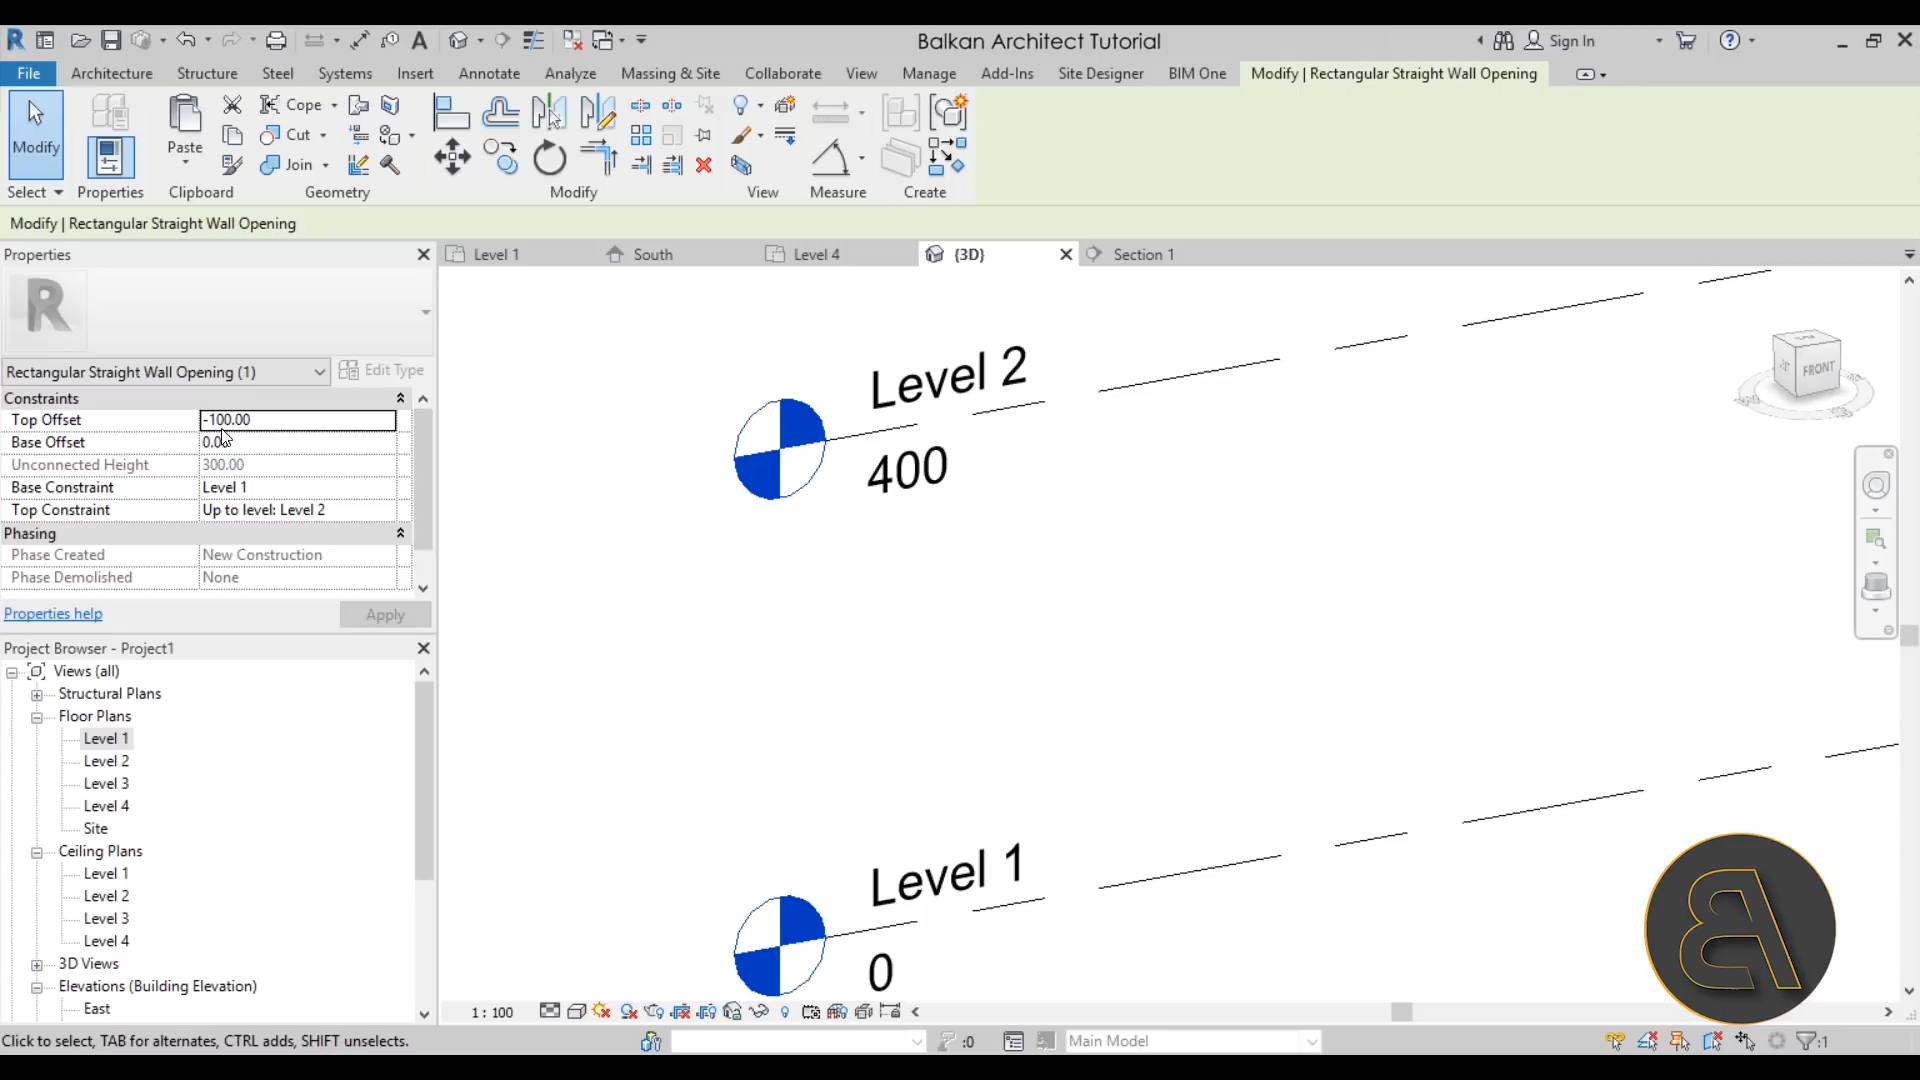 Balkan Architect Tutorial
Sign In
File Architecture Structure Steel Systems Insert Annotate Analyze Massing & Site Collaborate View Manage Add-Ins Site Designer BIM One Modify | Rectangular Straight Wall Opening
Modify
Paste
Cope
Cut
Join
Select Properties Clipboard Geometry Modify View Measure Create
Modify | Rectangular Straight Wall Opening
Properties
Level 1 South Level 4 {3D} Section 1
R
Rectangular Straight Wall Opening (1) Edit Type
Constraints
Top Offset -100.00
Base Offset 0.00
Unconnected Height 300.00
Base Constraint Level 1
Top Constraint Up to level: Level 2
Phasing
Phase Created New Construction
Phase Demolished None
Properties help Apply
Level 2
400
FRONT
Project Browser - Project1
Views (all)
Structural Plans
Floor Plans
Level 1
Level 2
Level 3
Level 4
Site
Ceiling Plans
Level 1
Level 2
Level 3
Level 4
3D Views
Elevations (Building Elevation)
East
Level 1
0
1 : 100
Click to select, TAB for alternates, CTRL adds, SHIFT unselects.
:0
Main Model
:1